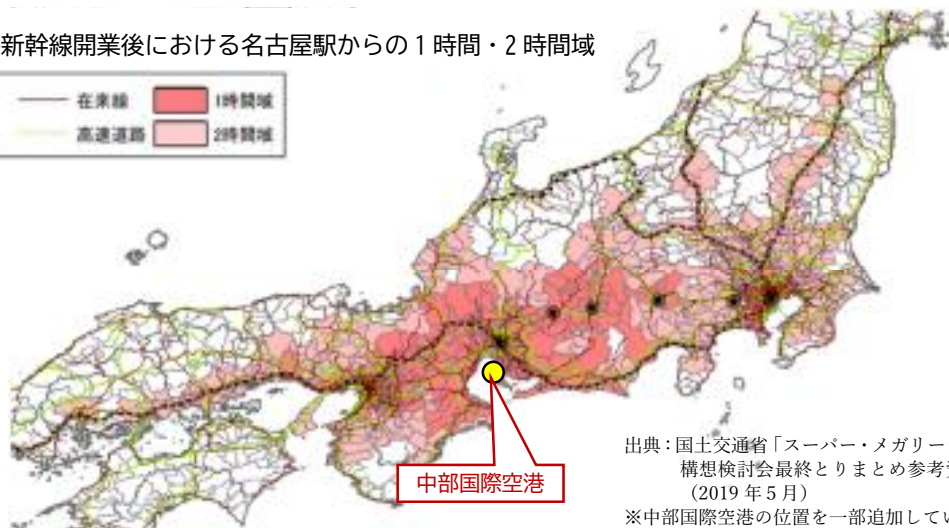 新幹線開業後における名古屋駅からの1時間・2時間域
在来線 1時間域
高速道路 2時間域
中部国際空港
出典：国土交通省「スーパー・メガリー
構想検討会最終とりまとめ参考
（2019年5月）
※中部国際空港の位置を一部追加してい